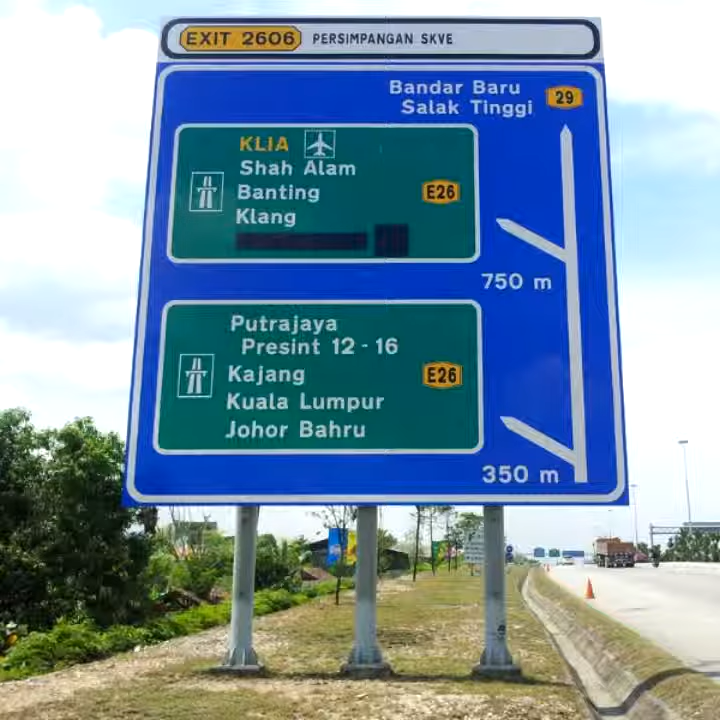 EXIT 2606 PERSIMPANGAN SKVE
Bandar Baru
Salak Tinggi 29
KLIA
Shah Alam
Banting E26
Klang
750 m
Putrajaya
Presint 12 - 16
Kajang E26
Kuala Lumpur
Johor Bahru
350 m